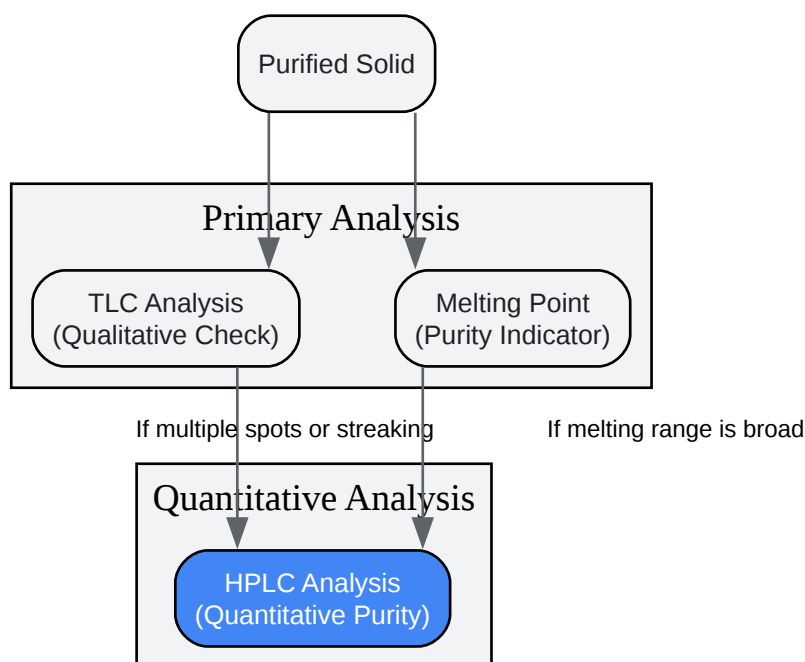 Purified Solid
Primary Analysis
TLC Analysis
(Qualitative Check)
Melting Point
(Purity Indicator)
If multiple spots or streaking
If melting range is broad
Quantitative Analysis
HPLC Analysis
(Quantitative Purity)